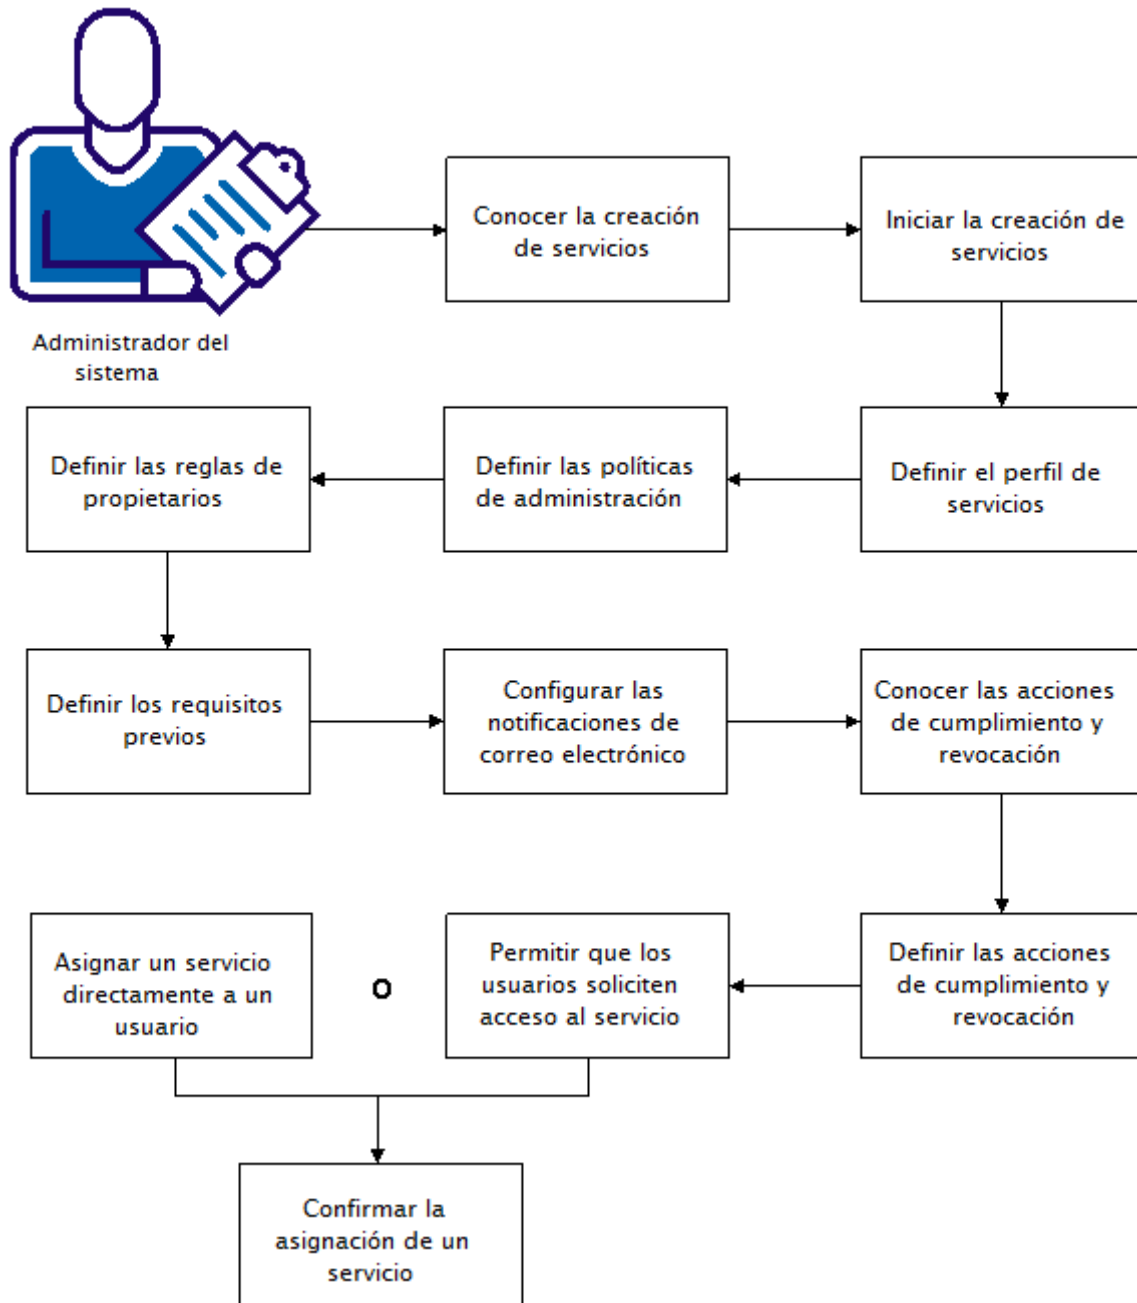 Conocer la creación
de servicios
Iniciar la creación de
servicios
Administrador del
sistema
Definir las reglas de
propietarios
Definir las políticas
de administración
Definir el perfil de
servicios
Definir los requisitos
previos
Configurar las
notificaciones de
correo electrónico
Conocer las acciones
de cumplimiento y
revocación
Asignar un servicio
directamente a un
usuario
o
Permitir que los
usuarios soliciten
acceso al servicio
Definir las acciones
de cumplimiento y
revocación
Confirmar la
asignación de un
servicio